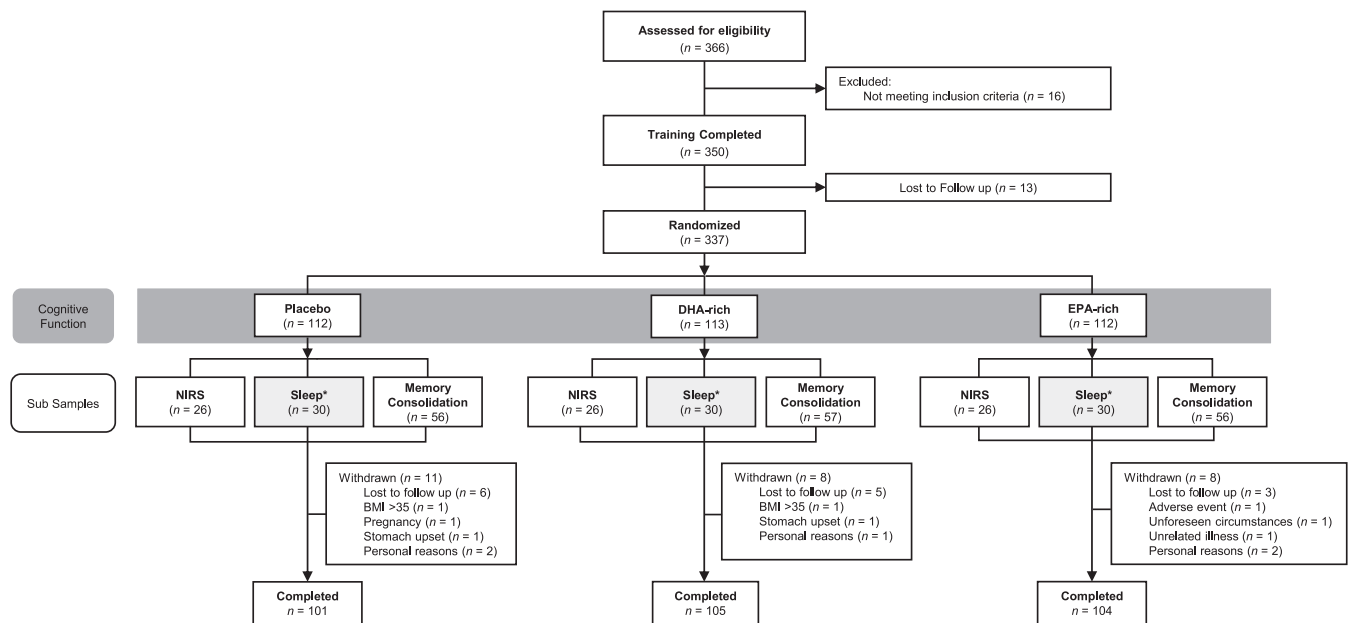 Assessed for eligibility
(n = 366)
Excluded:
Not meeting inclusion criteria (n = 16)
Training Completed
(n = 350)
Lost to Follow up (n = 13)
Randomized
(n = 337)
Cognitive
Function
Placebo
(n = 112)
DHA-rich
(n = 113)
EPA-rich
(n = 112)
Sub Samples
NIRS
(n = 26)
Sleep*
(n = 30)
Memory
Consolidation
(n = 56)
NIRS
(n = 26)
Sleep*
(n = 30)
Memory
Consolidation
(n = 57)
NIRS
(n = 26)
Sleep*
(n = 30)
Memory
Consolidation
(n = 56)
Withdrawn (n = 11)
Lost to follow up (n = 6)
BMI >35 (n = 1)
Pregnancy (n = 1)
Stomach upset (n = 1)
Personal reasons (n = 2)
Withdrawn (n = 8)
Lost to follow up (n = 5)
BMI >35 (n = 1)
Stomach upset (n = 1)
Personal reasons (n = 1)
Withdrawn (n = 8)
Lost to follow up (n = 3)
Adverse event (n = 1)
Unforeseen circumstances (n = 1)
Unrelated illness (n = 1)
Personal reasons (n = 2)
Completed
n = 101
Completed
n = 105
Completed
n = 104